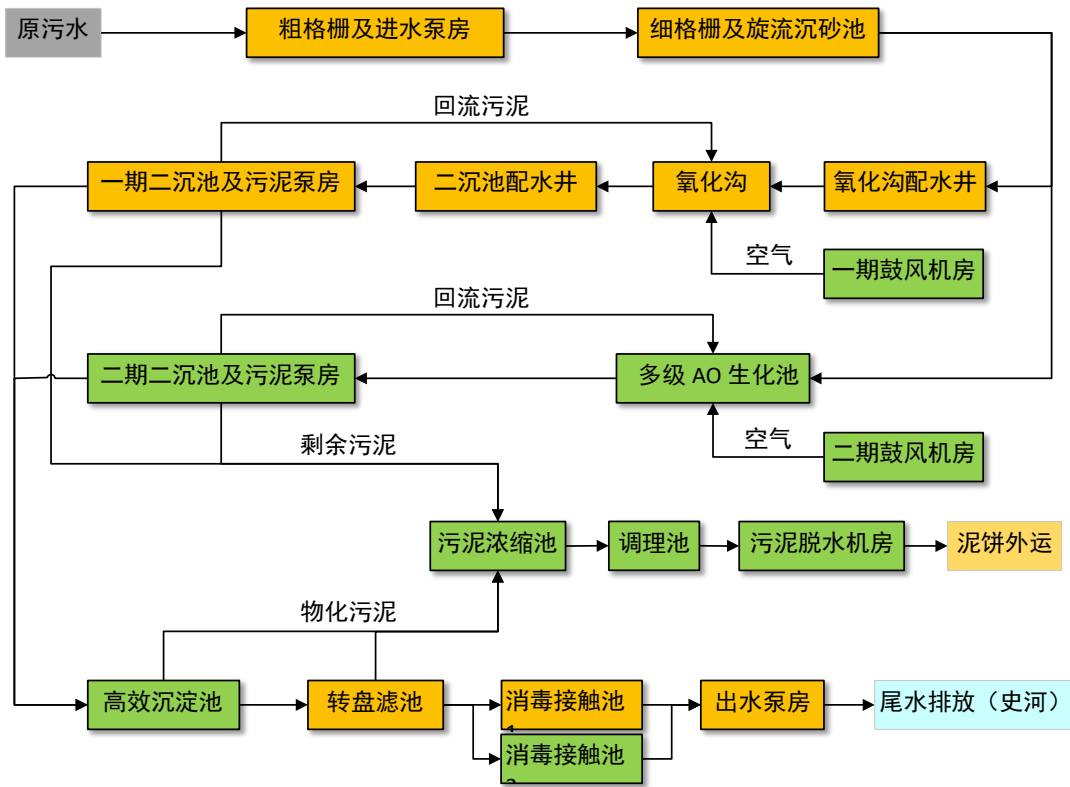 原污水
粗格栅及进水泵房
细格栅及旋流沉砂池
回流污泥
一期二沉池及污泥泵房
二沉池配水井
氧化沟
氧化沟配水井
空气
一期鼓风机房
回流污泥
二期二沉池及污泥泵房
多级 AO 生化池
空气
二期鼓风机房
剩余污泥
污泥浓缩池
调理池
污泥脱水机房
泥饼外运
物化污泥
高效沉淀池
转盘滤池
消毒接触池
出水泵房
尾水排放（史河）
消毒接触池